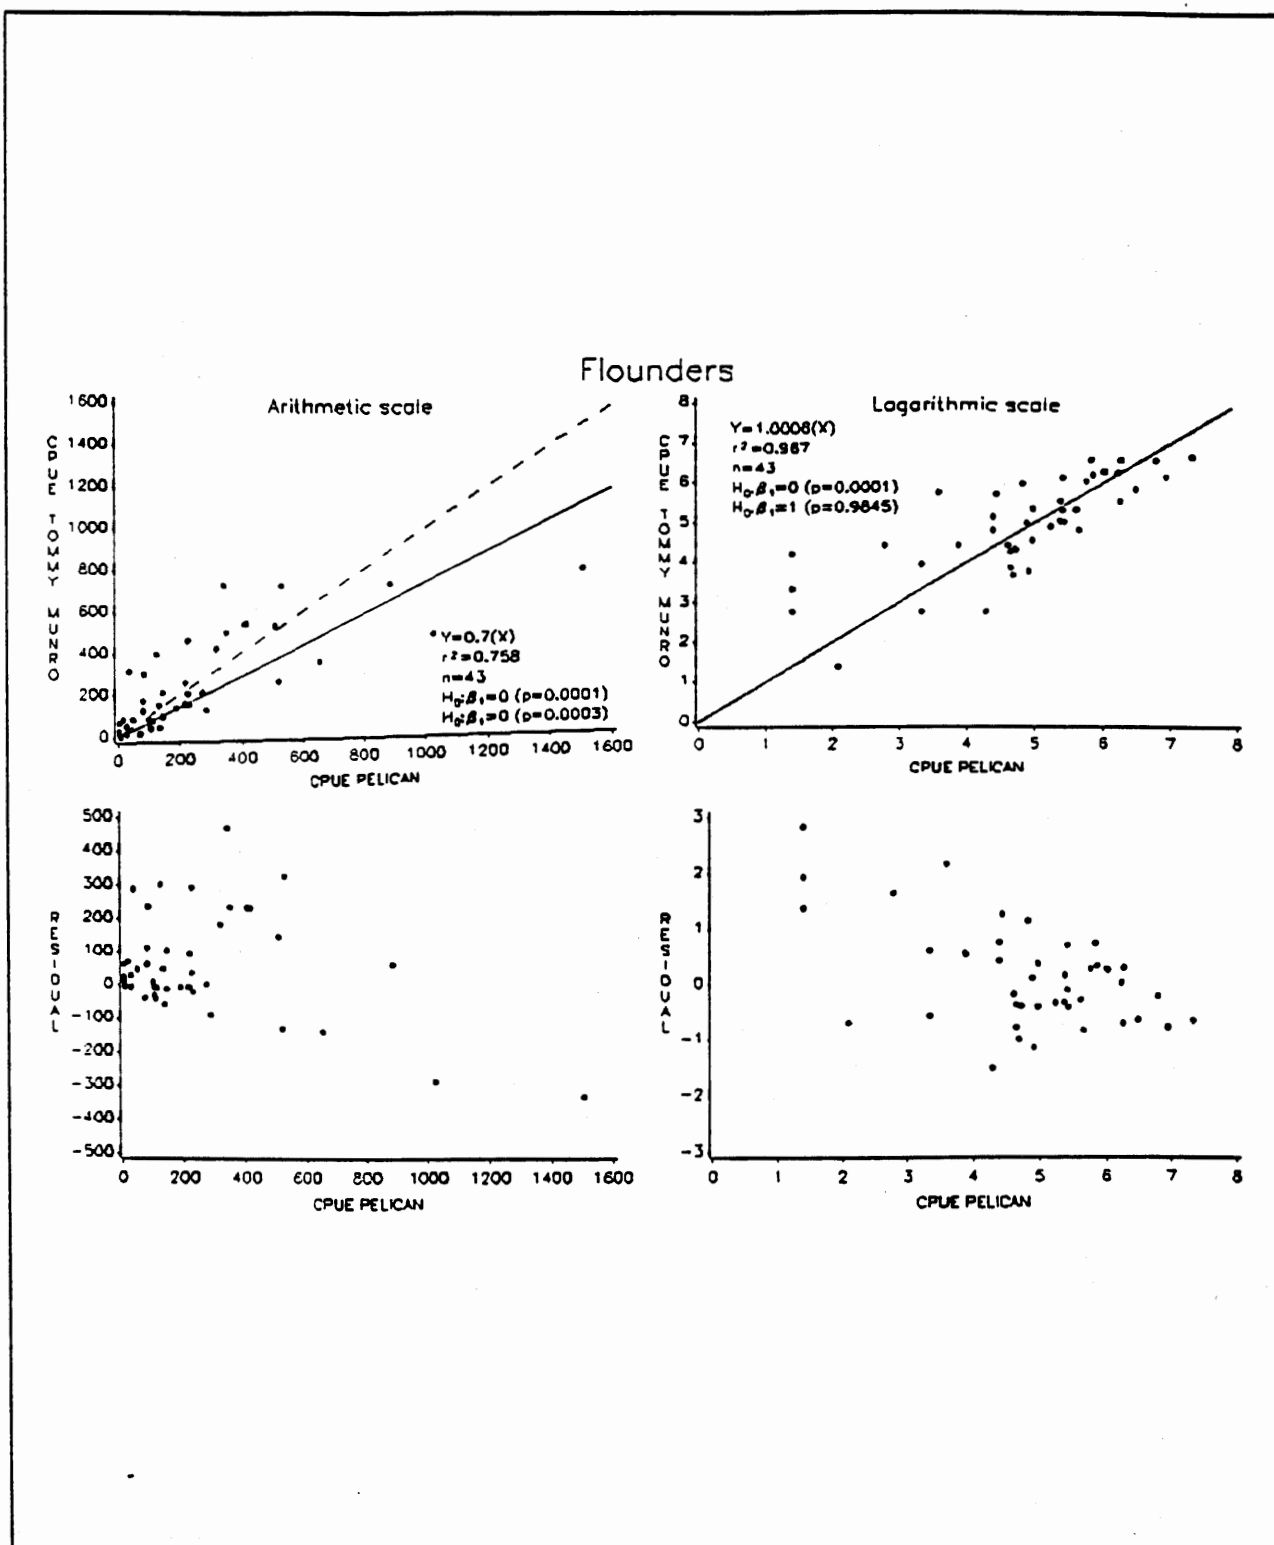 Flounders
Arithmetic scale
1600
1400
1200
1000
800
600
400
200
0
CPUE TOMMY MUNRO
Y=0.7(X)
r²=0.758
n=43
H₀:β₁=0 (p=0.0001)
H₀:β₁=0 (p=0.0003)
0 200 400 600 800 1000 1200 1400 1600
CPUE PELICAN
Logarithmic scale
8
7
6
5
4
3
2
1
0
CPUE TOMMY MUNRO
Y=1.0008(X)
r²=0.967
n=43
H₀:β₁=0 (p=0.0001)
H₀:β₁=1 (p=0.9845)
0 1 2 3 4 5 6 7 8
CPUE PELICAN
500
400
300
200
100
0
-100
-200
-300
-400
-500
RESIDUAL
0 200 400 600 800 1000 1200 1400 1600
CPUE PELICAN
3
2
1
0
-1
-2
-3
RESIDUAL
0 1 2 3 4 5 6 7 8
CPUE PELICAN